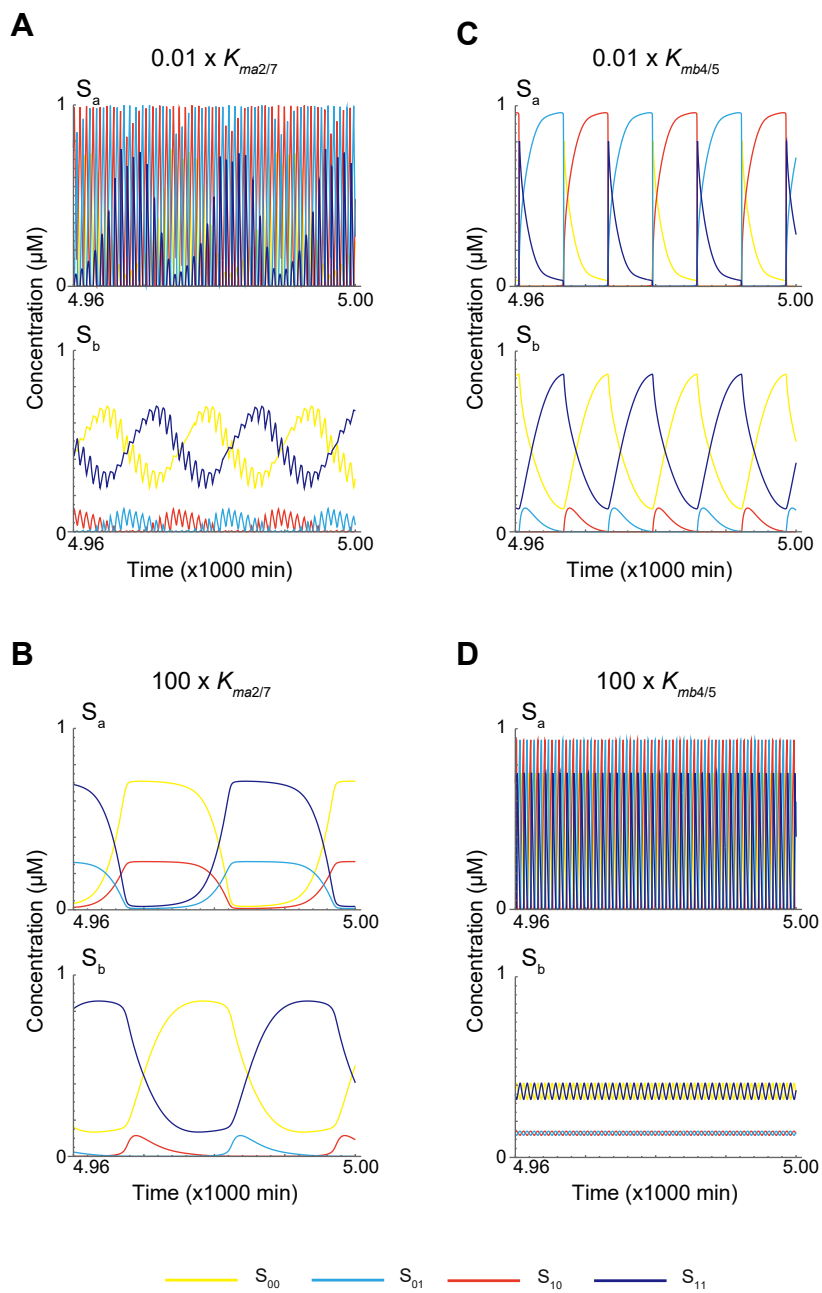 A
0.01 x Kma2/7
Sa
1
0
4.96
5.00
Sb
1
0
4.96
5.00
Concentration (µM)
Time (x1000 min)
B
100 x Kma2/7
Sa
1
0
4.96
5.00
Sb
1
0
4.96
5.00
Concentration (µM)
Time (x1000 min)
C
0.01 x Kmb4/5
Sa
1
0
4.96
5.00
Sb
1
0
4.96
5.00
Concentration (µM)
Time (x1000 min)
D
100 x Kmb4/5
Sa
1
0
4.96
5.00
Sb
1
0
4.96
5.00
Concentration (µM)
Time (x1000 min)
S00 S01 S10 S11